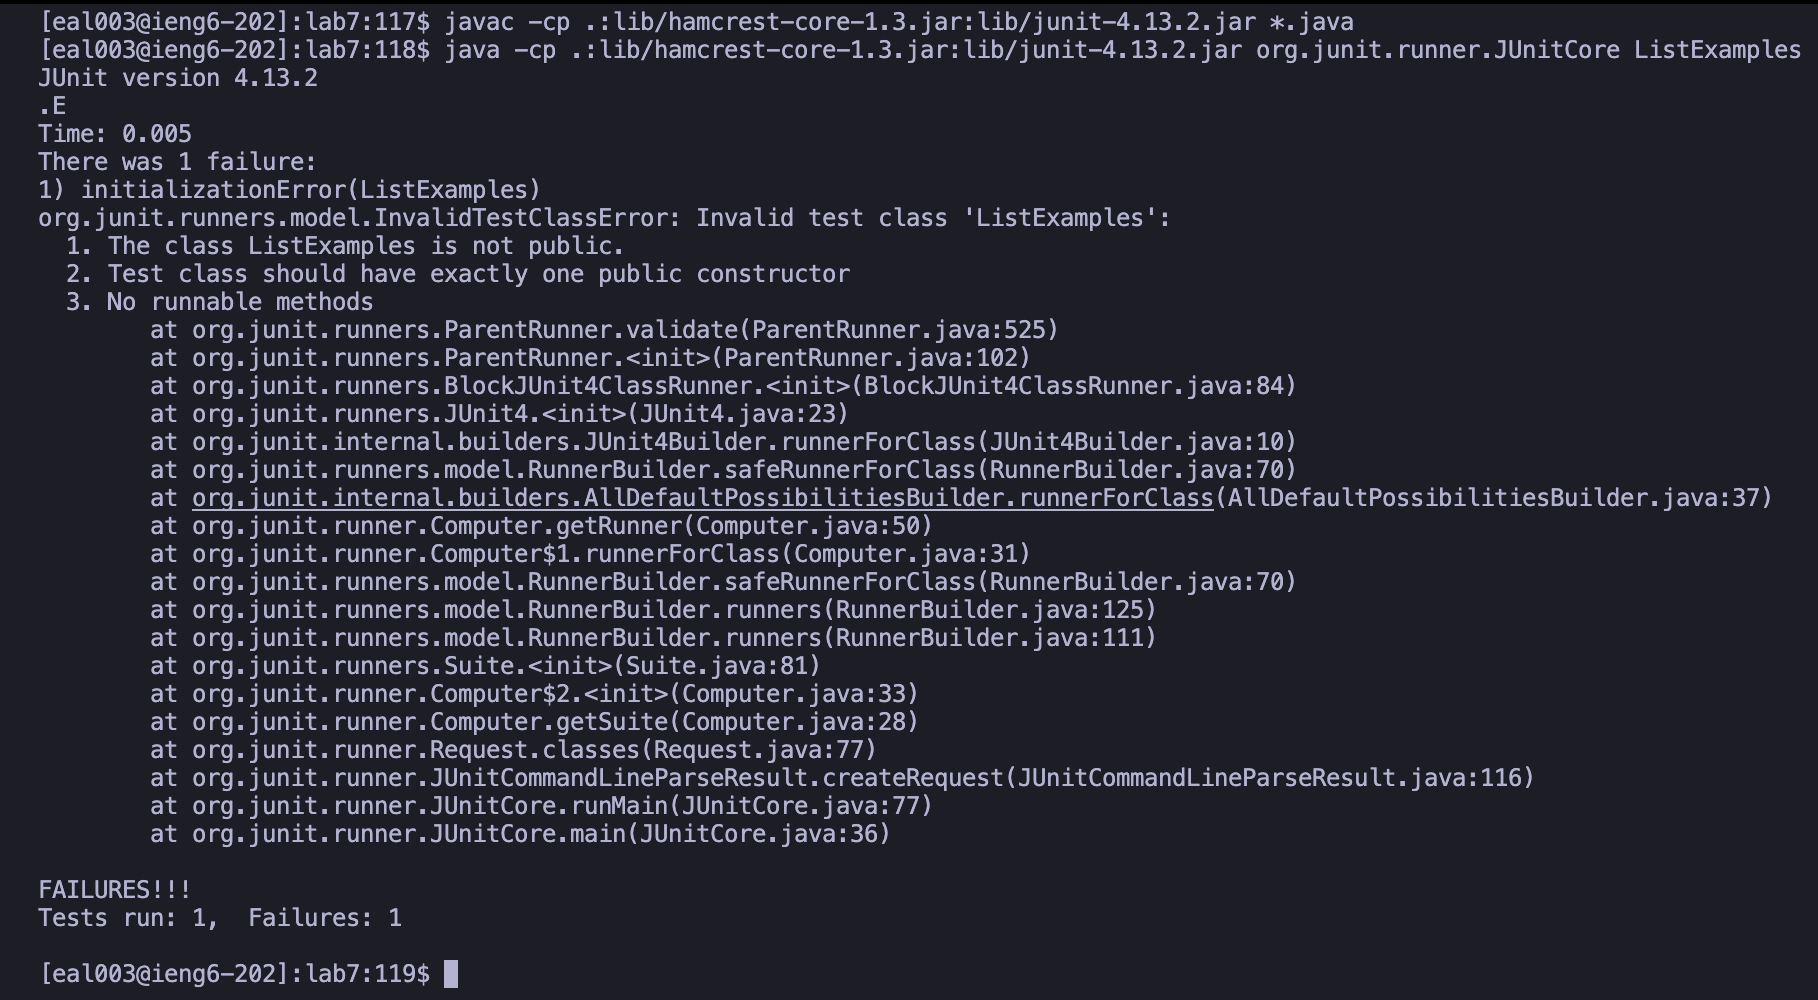 [eal003@ieng6-202]:lab7:117$ javac -cp .:lib/hamcrest-core-1.3.jar:lib/junit-4.13.2.jar *.java
[eal003@ieng6-202]:lab7:118$ java -cp .:lib/hamcrest-core-1.3.jar:lib/junit-4.13.2.jar org.junit.runner.JUnitCore ListExamples
JUnit version 4.13.2
.E
Time: 0.005
There was 1 failure:
1) initializationError(ListExamples)
org.junit.runners.model.InvalidTestClassError: Invalid test class 'ListExamples':
  1. The class ListExamples is not public.
  2. Test class should have exactly one public constructor
  3. No runnable methods
        at org.junit.runners.ParentRunner.validate(ParentRunner.java:525)
        at org.junit.runners.ParentRunner.<init>(ParentRunner.java:102)
        at org.junit.runners.BlockJUnit4ClassRunner.<init>(BlockJUnit4ClassRunner.java:84)
        at org.junit.runners.JUnit4.<init>(JUnit4.java:23)
        at org.junit.internal.builders.JUnit4Builder.runnerForClass(JUnit4Builder.java:10)
        at org.junit.runners.model.RunnerBuilder.safeRunnerForClass(RunnerBuilder.java:70)
        at org.junit.internal.builders.AllDefaultPossibilitiesBuilder.runnerForClass(AllDefaultPossibilitiesBuilder.java:37)
        at org.junit.runner.Computer.getRunner(Computer.java:50)
        at org.junit.runner.Computer$1.runnerForClass(Computer.java:31)
        at org.junit.runners.model.RunnerBuilder.safeRunnerForClass(RunnerBuilder.java:70)
        at org.junit.runners.model.RunnerBuilder.runners(RunnerBuilder.java:125)
        at org.junit.runners.model.RunnerBuilder.runners(RunnerBuilder.java:111)
        at org.junit.runners.Suite.<init>(Suite.java:81)
        at org.junit.runner.Computer$2.<init>(Computer.java:33)
        at org.junit.runner.Computer.getSuite(Computer.java:28)
        at org.junit.runner.Request.classes(Request.java:77)
        at org.junit.runner.JUnitCommandLineParseResult.createRequest(JUnitCommandLineParseResult.java:116)
        at org.junit.runner.JUnitCore.runMain(JUnitCore.java:77)
        at org.junit.runner.JUnitCore.main(JUnitCore.java:36)

FAILURES!!!
Tests run: 1,  Failures: 1

[eal003@ieng6-202]:lab7:119$